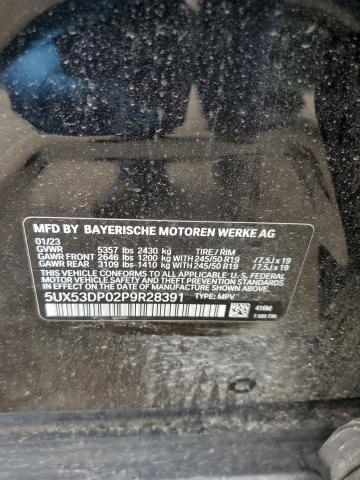 MFD BY BAYERISCHE MOTOREN WERKE AG
01/23
GVWR 5357 lbs 2430 kg TIRE / RIM
GAWR FRONT 2646 lbs 1200 kg WITH 245/50 R19 /7.5J x 19
GAWR REAR 3109 lbs-1410 kg WITH 245/50 R19 /7.5J x 19
THIS VEHICLE CONFORMS TO ALL APPLICABLE U.S. FEDERAL
MOTOR VEHICLE SAFETY AND THEFT PREVENTION STANDARDS
IN EFFECT ON THE DATE OF MANUFACTURE SHOWN ABOVE.
5UX53DP02P9R28391 TYPE: MPV
416M